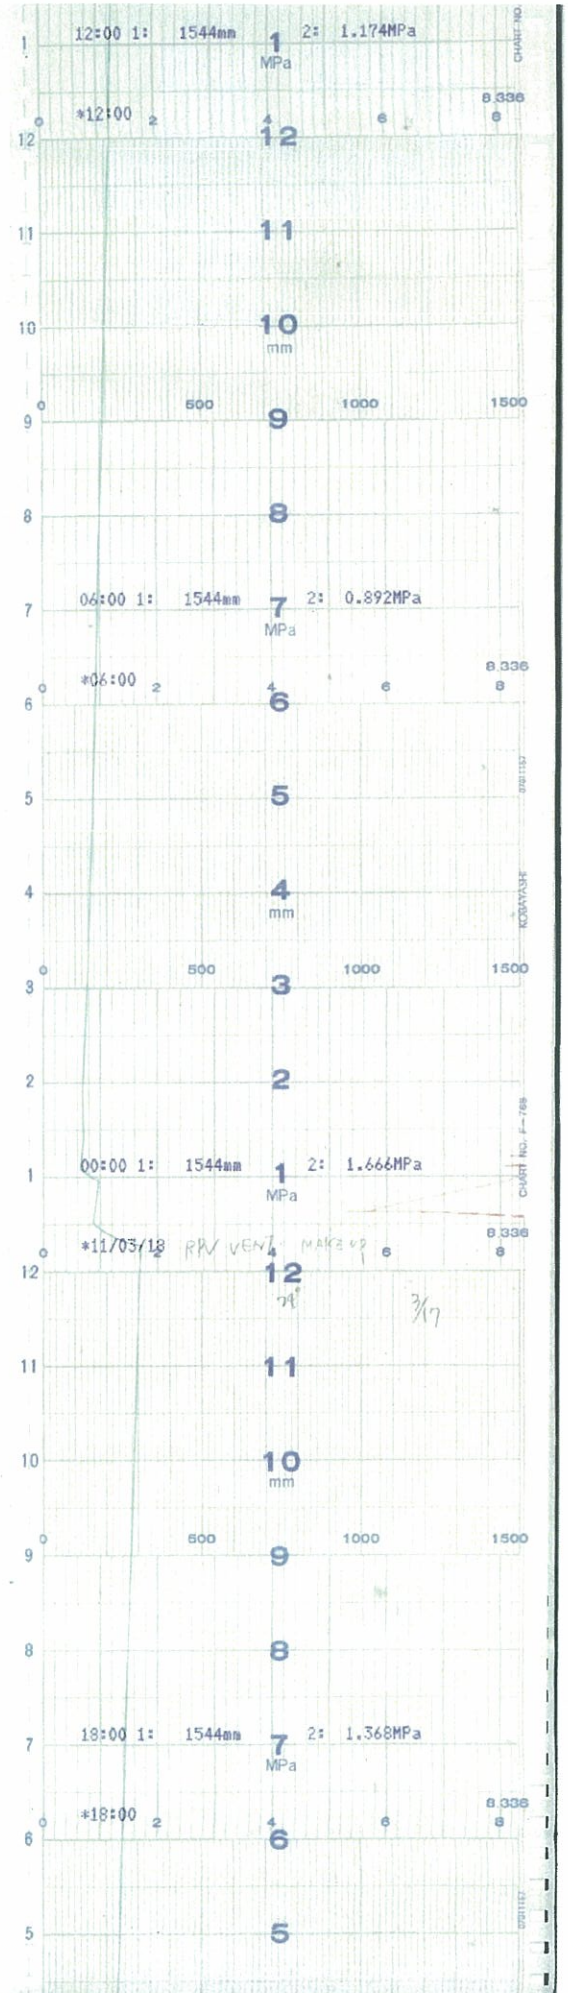 12:00 1: 1544mm 1 2: 1.174MPa
1
MPa
CHART NO.
8.336
*12:00
0 2 4 6 8
12 12
11 11
10 10
mm
0 500 1000 1500
9 9
8 8
06:00 1: 1544mm 7 2: 0.892MPa
7
MPa
8.336
*06:00
0 2 4 6 8
6 6
5 5
07011157
4 4
mm
KOBAYASHI
0 500 1000 1500
3 3
2 2
CHART NO. F-768
00:00 1: 1544mm 1 2: 1.666MPa
1
MPa
8.336
*11/03/18 RPV VENT MAKE up
0 2 4 6 8
12 12
3/17
11 11
10 10
mm
0 500 1000 1500
9 9
8 8
18:00 1: 1544mm 7 2: 1.368MPa
7
MPa
8.336
*18:00
0 2 4 6 8
6 6
5 5
07011157